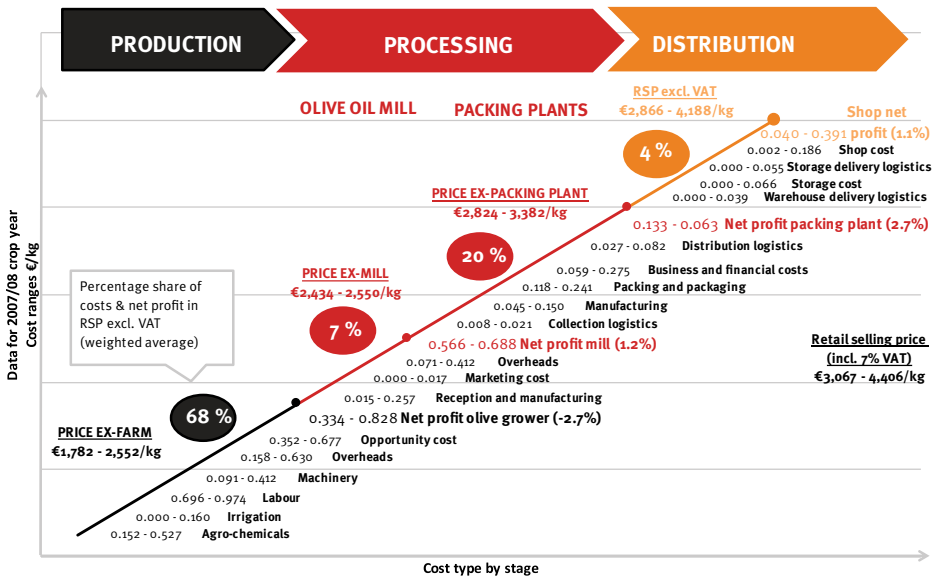 PRODUCTION
PROCESSING
DISTRIBUTION
OLIVE OIL MILL
PACKING PLANTS
RSP excl. VAT
€2,866 - 4,188/kg
Shop net
0.040 - 0.391 profit (1.1%)
0.002 - 0.186 Shop cost
0.000 - 0.055 Storage delivery logistics
0.000 - 0.066 Storage cost
0.000 - 0.039 Warehouse delivery logistics
4 %
PRICE EX-PACKING PLANT
€2,824 - 3,382/kg
0.133 - 0.063 Net profit packing plant (2.7%)
0.027 - 0.082 Distribution logistics
20 %
0.059 - 0.275 Business and financial costs
0.118 - 0.241 Packing and packaging
0.045 - 0.150 Manufacturing
0.008 - 0.021 Collection logistics
PRICE EX-MILL
€2,434 - 2,550/kg
7 %
0.566 - 0.688 Net profit mill (1.2%)
0.071 - 0.412 Overheads
0.000 - 0.017 Marketing cost
0.015 - 0.257 Reception and manufacturing
Retail selling price
(incl. 7% VAT)
€3,067 - 4,406/kg
Percentage share of
costs & net profit in
RSP excl. VAT
(weighted average)
68 %
PRICE EX-FARM
€1,782 - 2,552/kg
0.334 - 0.828 Net profit olive grower (-2.7%)
0.352 - 0.677 Opportunity cost
0.158 - 0.630 Overheads
0.091 - 0.412 Machinery
0.696 - 0.974 Labour
0.000 - 0.160 Irrigation
0.152 - 0.527 Agro-chemicals
Data for 2007/08 crop year
Cost ranges €/kg
Cost type by stage